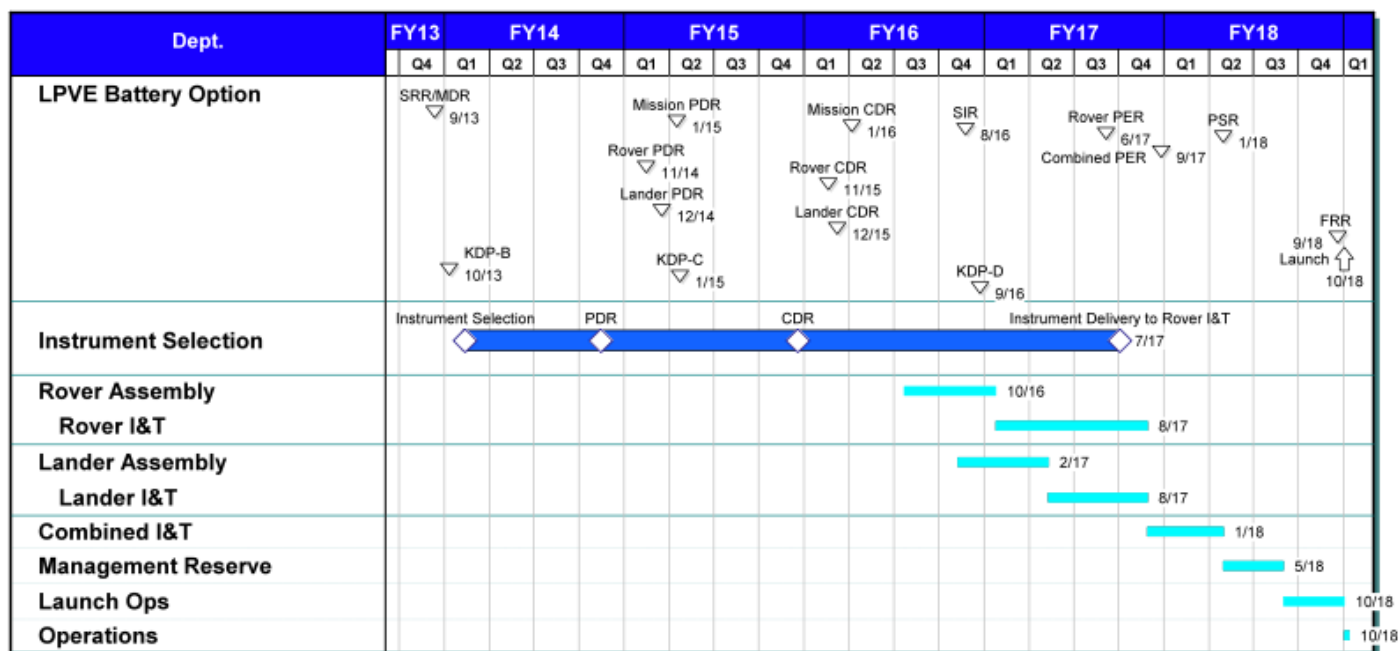 Dept. FY13 FY14 FY15 FY16 FY17 FY18
Q4 Q1 Q2 Q3 Q4 Q1 Q2 Q3 Q4 Q1 Q2 Q3 Q4 Q1 Q2 Q3 Q4 Q1 Q2 Q3 Q4 Q1
LPVE Battery Option
SRR/MDR
9/13
Mission PDR
1/15
Rover PDR
11/14
Lander PDR
12/14
Mission CDR
1/16
Rover CDR
11/15
Lander CDR
12/15
SIR
8/16
Rover PER
6/17
Combined PER 9/17
PSR
1/18
FRR
9/18
Launch
10/18
KDP-B
10/13
KDP-C
1/15
KDP-D
9/16
Instrument Selection PDR CDR Instrument Delivery to Rover I&T
Instrument Selection 7/17
Rover Assembly 10/16
Rover I&T 8/17
Lander Assembly 2/17
Lander I&T 8/17
Combined I&T 1/18
Management Reserve 5/18
Launch Ops 10/18
Operations 10/18